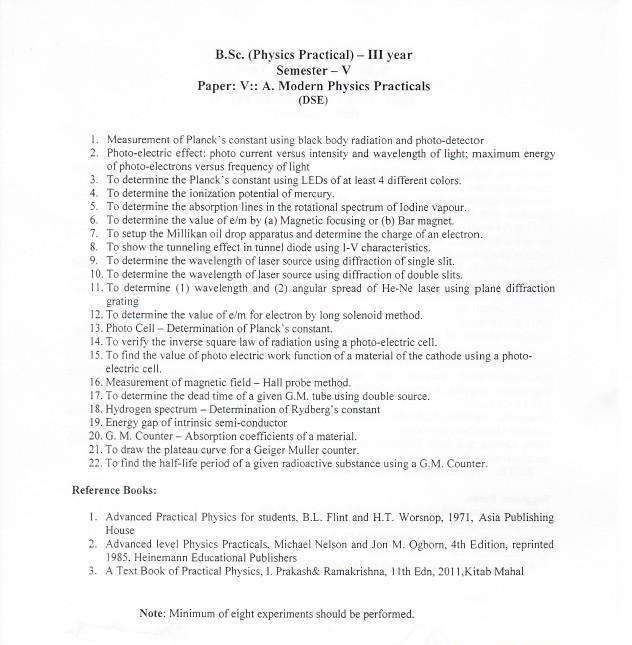 B.Sc. (Physics Practical) – III year
Semester – V
Paper: V:: A. Modern Physics Practicals
(DSE)
1. Measurement of Planck's constant using black body radiation and photo-detector
2. Photo-electric effect: photo current versus intensity and wavelength of light; maximum energy
of photo-electrons versus frequency of light
3. To determine the Planck's constant using LEDs of at least 4 different colors.
4. To determine the ionization potential of mercury.
5. To determine the absorption lines in the rotational spectrum of Iodine vapour.
6. To determine the value of e/m by (a) Magnetic focusing or (b) Bar magnet.
7. To setup the Millikan oil drop apparatus and determine the charge of an electron.
8. To show the tunneling effect in tunnel diode using I-V characteristics.
9. To determine the wavelength of laser source using diffraction of single slit.
10. To determine the wavelength of laser source using diffraction of double slits.
11. To determine (1) wavelength and (2) angular spread of He-Ne laser using plane diffraction
grating
12. To determine the value of e/m for electron by long solenoid method.
13. Photo Cell – Determination of Planck's constant.
14. To verify the inverse square law of radiation using a photo-electric cell.
15. To find the value of photo electric work function of a material of the cathode using a photo-
electric cell.
16. Measurement of magnetic field – Hall probe method.
17. To determine the dead time of a given G.M. tube using double source.
18. Hydrogen spectrum – Determination of Rydberg's constant
19. Energy gap of intrinsic semi-conductor
20. G. M. Counter – Absorption coefficients of a material.
21. To draw the plateau curve for a Geiger Muller counter.
22. To find the half-life period of a given radioactive substance using a G.M. Counter.
Reference Books:
1. Advanced Practical Physics for students, B.L. Flint and H.T. Worsnop, 1971, Asia Publishing
House
2. Advanced level Physics Practicals, Michael Nelson and Jon M. Ogborn, 4th Edition, reprinted
1985, Heinemann Educational Publishers
3. A Text Book of Practical Physics, I. Prakash& Ramakrishna, 11th Edn, 2011,Kitab Mahal
Note: Minimum of eight experiments should be performed.